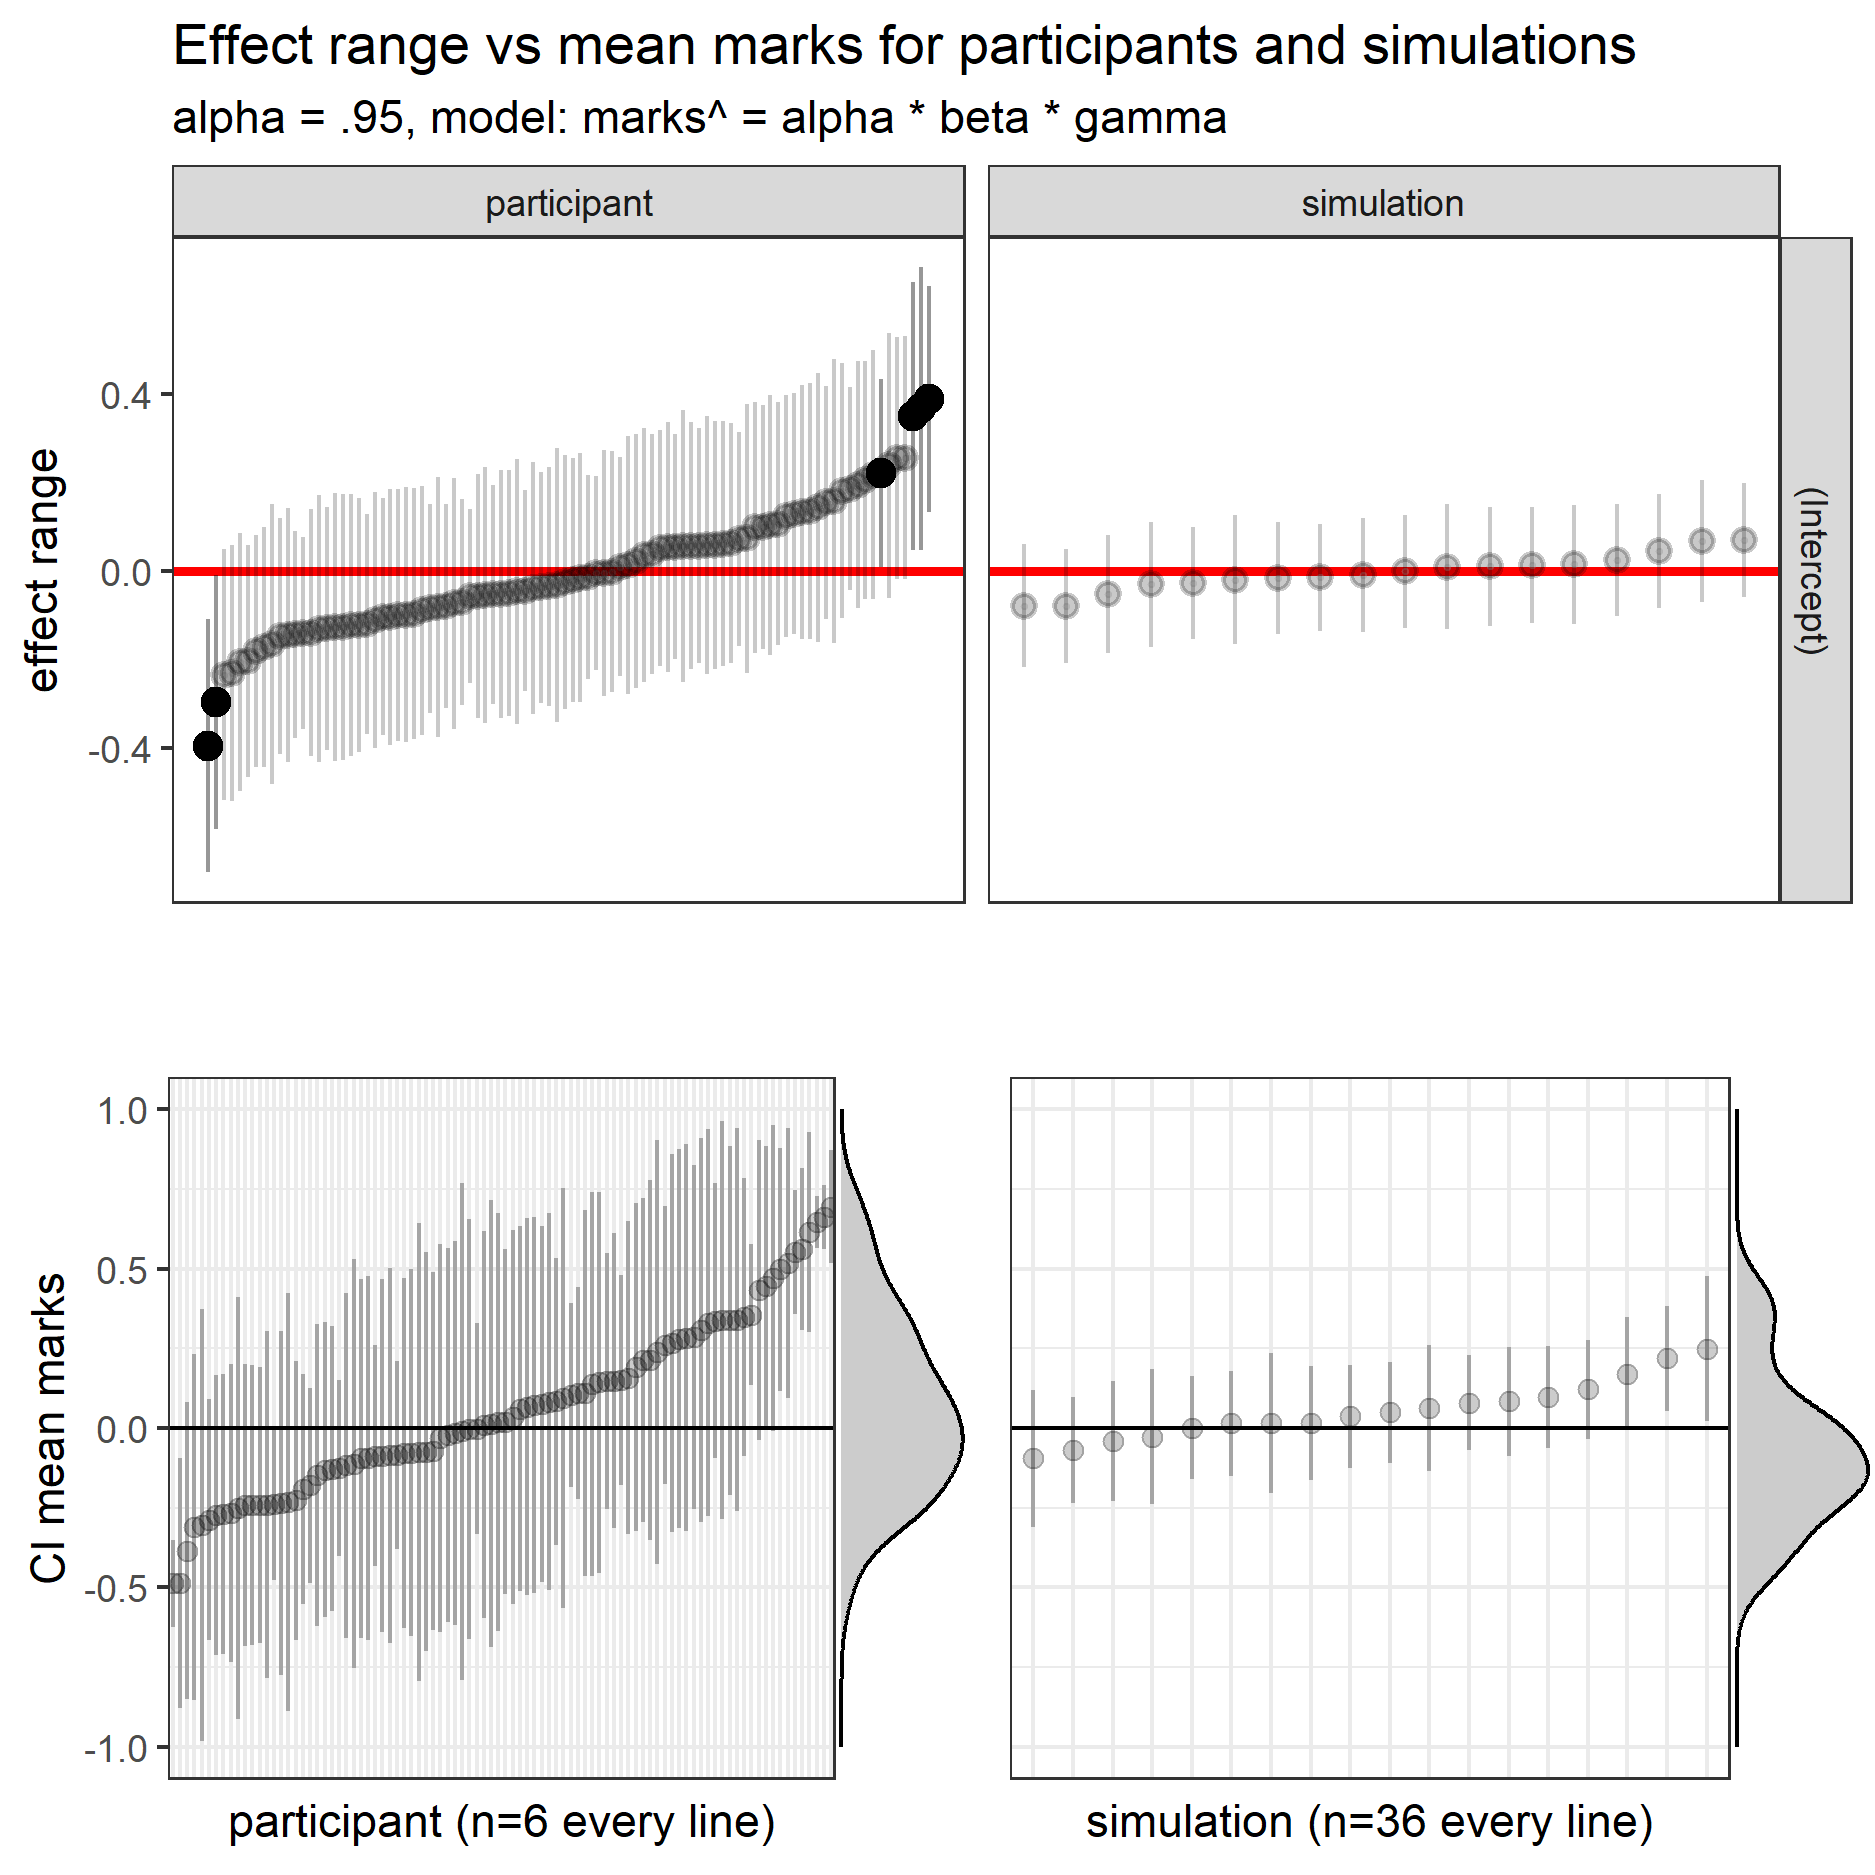 Effect range vs mean marks for participants and simulations
alpha = .95, model: marks^ = alpha * beta * gamma
participant
simulation
effect range
0.4
0.0
-0.4
(Intercept)
CI mean marks
1.0
0.5
0.0
-0.5
-1.0
participant (n=6 every line)
simulation (n=36 every line)